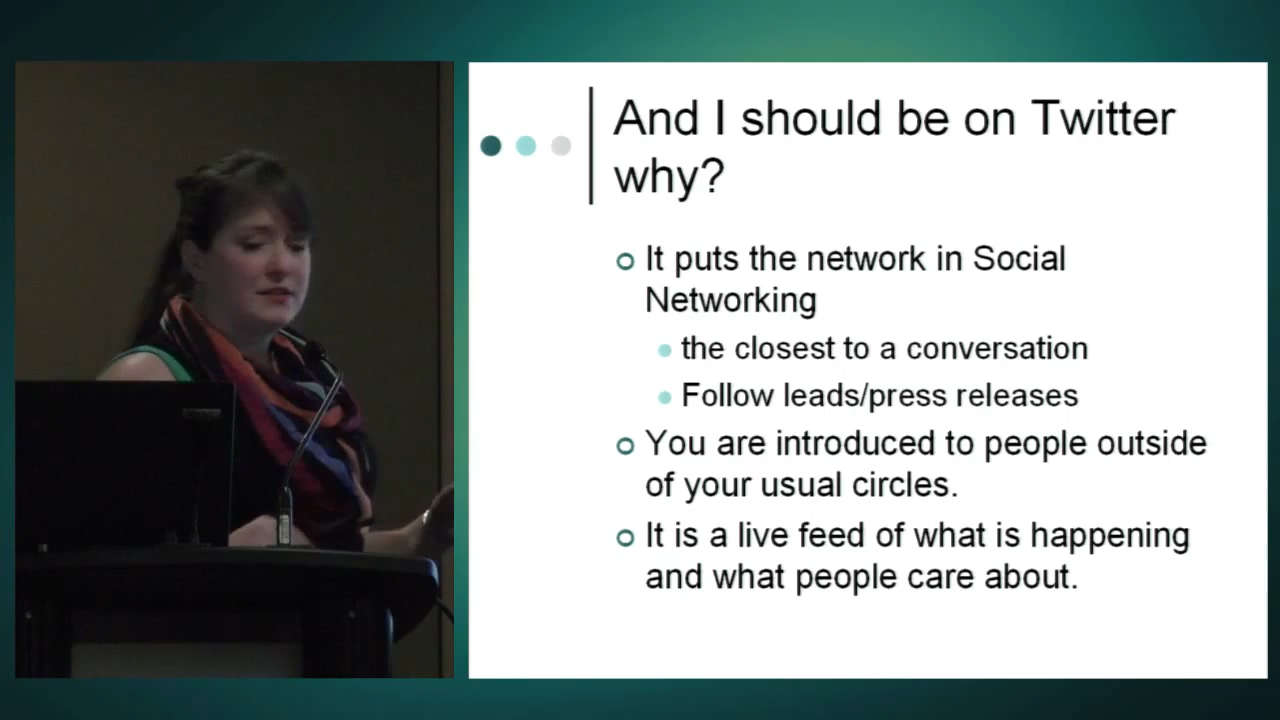 And I should be on Twitter
why?
It puts the network in Social
Networking
the closest to a conversation
Follow leads/press releases
You are introduced to people outside
of your usual circles.
It is a live feed of what is happening
and what people care about.